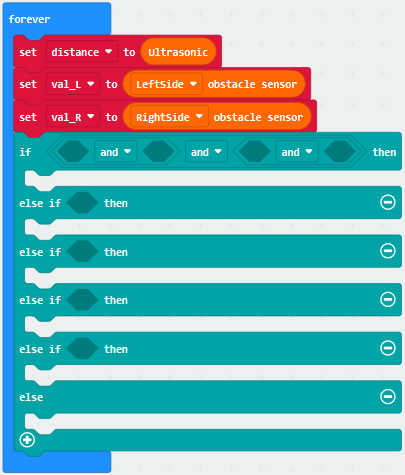 forever
set distance to Ultrasonic
set val_L to LeftSide obstacle sensor
set val_R to RightSide obstacle sensor
if and and and then
else if then
else if then
else if then
else if then
else